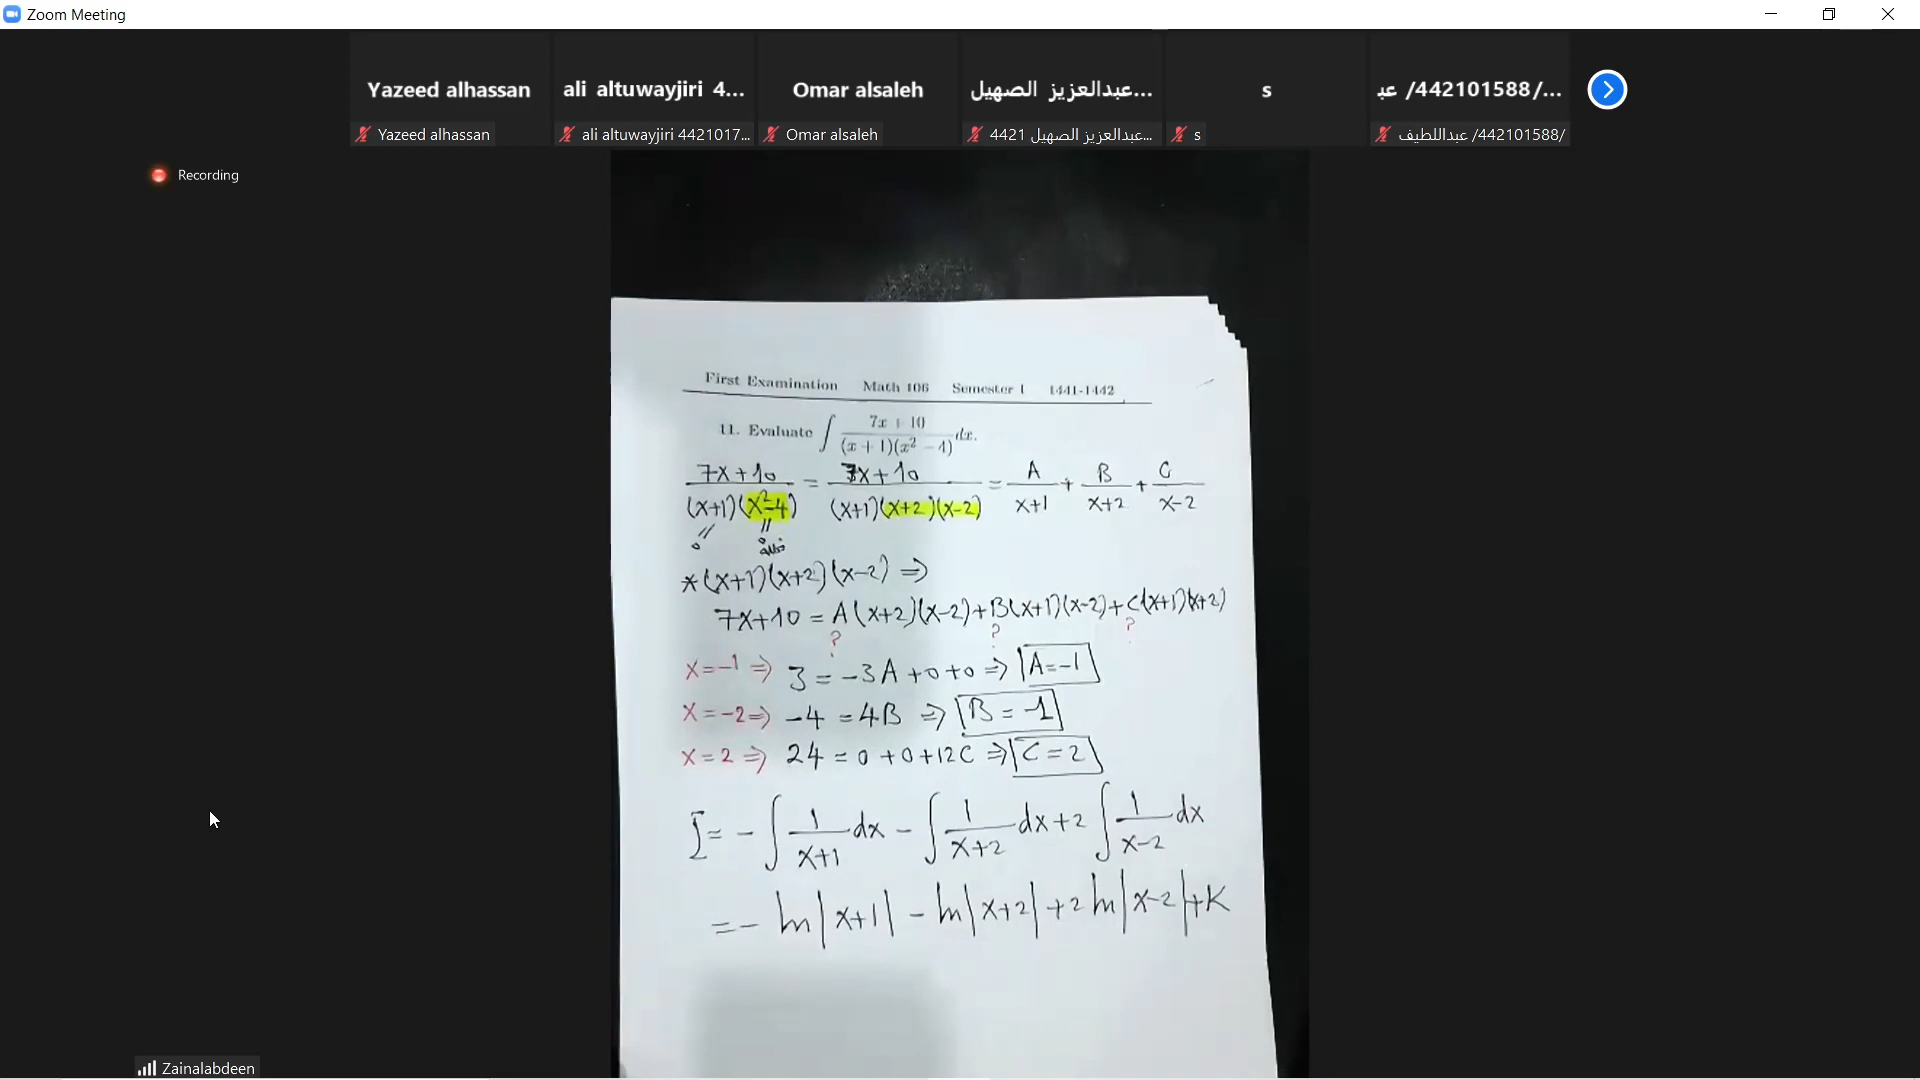 Zoom Meeting
Yazeed alhassan
ali altuwayjiri 4...
Omar alsaleh
عبدالعزيز الصهيل...
s
عبـ /442101588/...
Yazeed alhassan
ali altuwayjiri 4421017...
Omar alsaleh
4421 عبدالعزيز الصهيل...
s
عبداللطيف /442101588/
Recording
First Examination Math 106 Semester I 1441-1442
11. Evaluate ∫ (7x + 10)/((x + 1)(x² − 4)) dx.
(7x+10)/((x+1)(x²-4)) = (7x+10)/((x+1)(x+2)(x-2)) = A/(x+1) + B/(x+2) + C/(x-2)
*(x+1)(x+2)(x-2) ⇒
7x+10 = A(x+2)(x-2)+B(x+1)(x-2)+C(x+1)(x+2)
? ? ?
x=-1 ⇒ 3 = -3A +0+0 ⇒ A=-1
x=-2 ⇒ -4 = 4B ⇒ B = -1
x=2 ⇒ 24 = 0 +0+12C ⇒ C=2
I = - ∫ 1/(x+1) dx - ∫ 1/(x+2) dx + 2 ∫ 1/(x-2) dx
= - ln|x+1| - ln|x+2| +2 ln|x-2|+K
Zainalabdeen